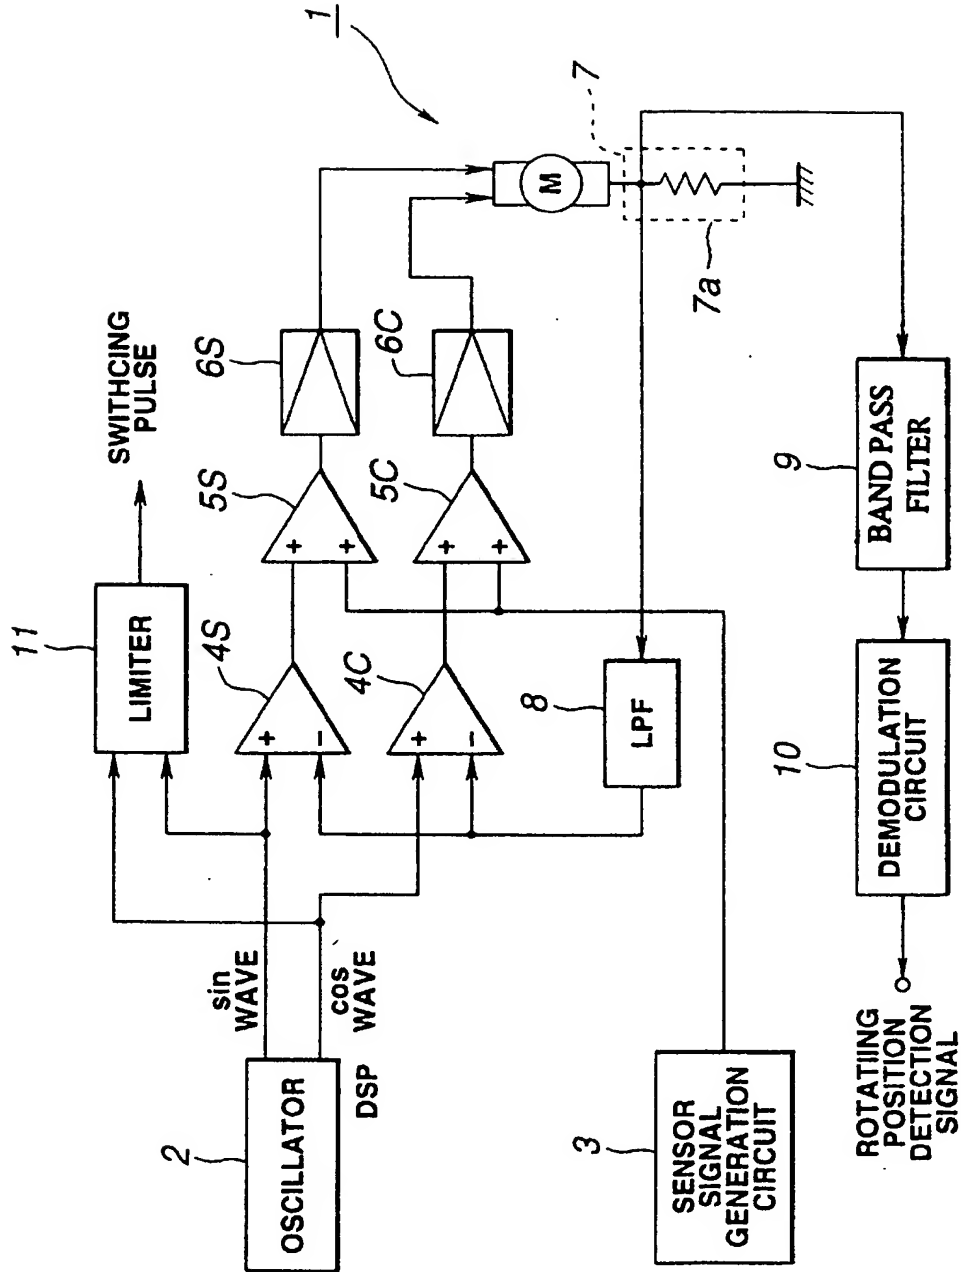 1
SWITHCING
PULSE
11
LIMITER
6S
5S
4S
+
+
+
–
6C
5C
4C
+
+
+
–
M
7
7a
sin
WAVE
cos
WAVE
2
OSCILLATOR
DSP
8
LPF
3
SENSOR
SIGNAL
GENERATION
CIRCUIT
9
BAND PASS
FILTER
10
DEMODULATION
CIRCUIT
ROTATIING
POSITION
DETECTION
SIGNAL